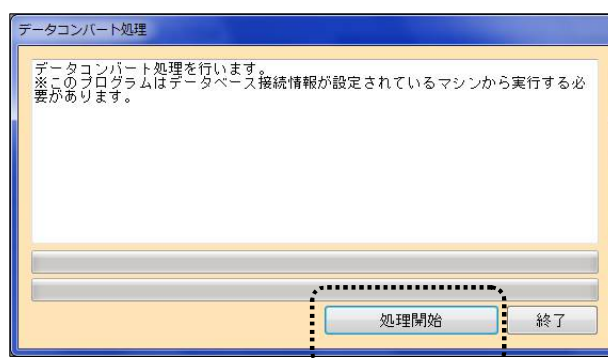 データコンバート処理
データコンバート処理を行います。
※このプログラムはデータベース接続情報が設定されているマシンから実行する必
要があります。
処理開始
終了